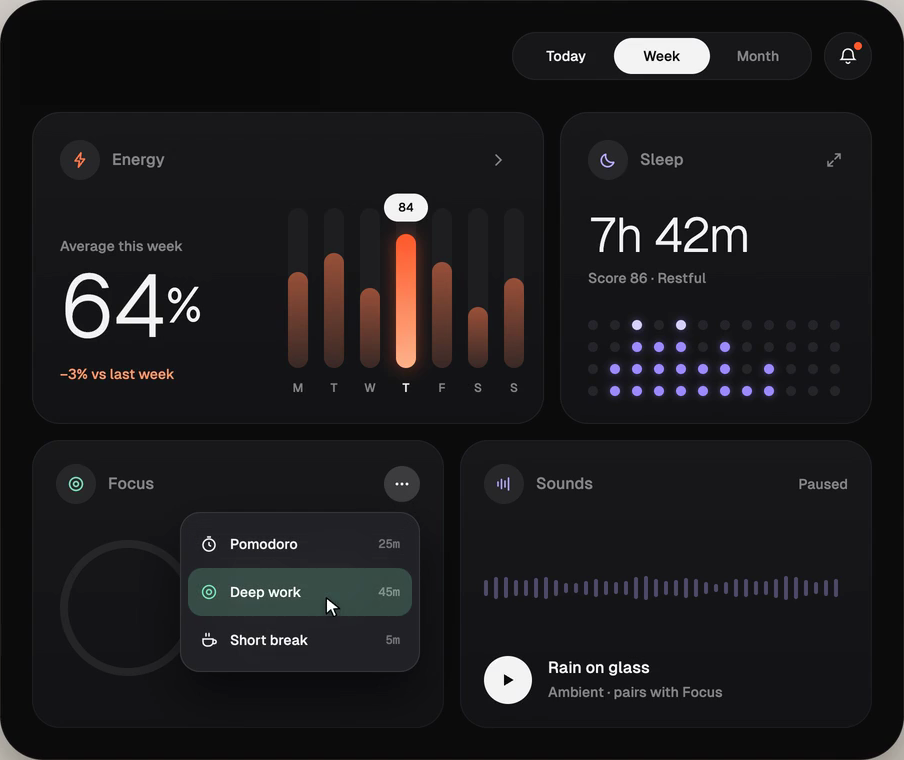 Today Week Month
Energy
Sleep
84
Average this week
64%
–3% vs last week
M T W T F S S
7h 42m
Score 86 · Restful
Focus
Pomodoro 25m
Deep work 45m
Short break 5m
Sounds
Paused
Rain on glass
Ambient · pairs with Focus